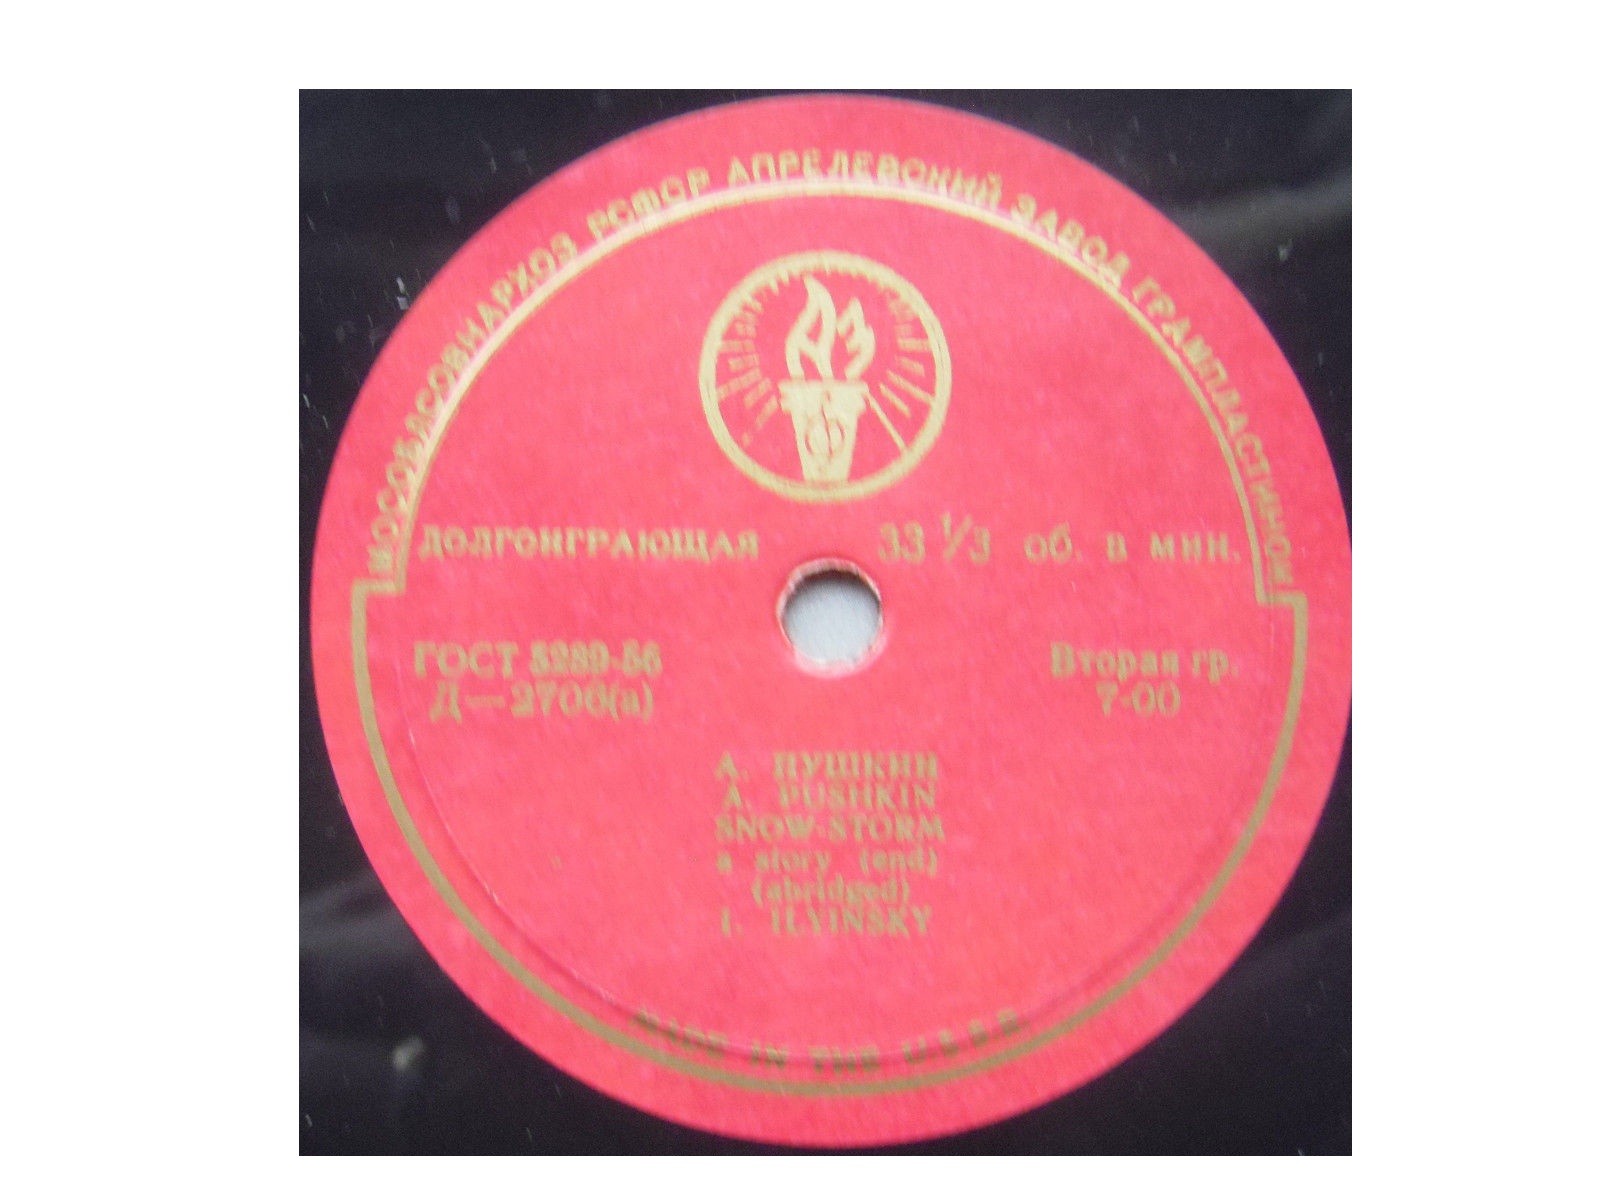 МОСОБЛСОВНАРХОЗ РСФСР АПРЕЛЕВСКИЙ ЗАВОД ГРАМПЛАСТИНОК
ДОЛГОИГРАЮЩАЯ 33 1/3 об. в мин.
ГОСТ 5289-56 Вторая гр.
Д—2706(а) 7-00
А. ПУШКИН
A. PUSHKIN
SNOW-STORM
a story (end)
(abridged)
I. ILYINSKY
MADE IN THE U.S.S.R.